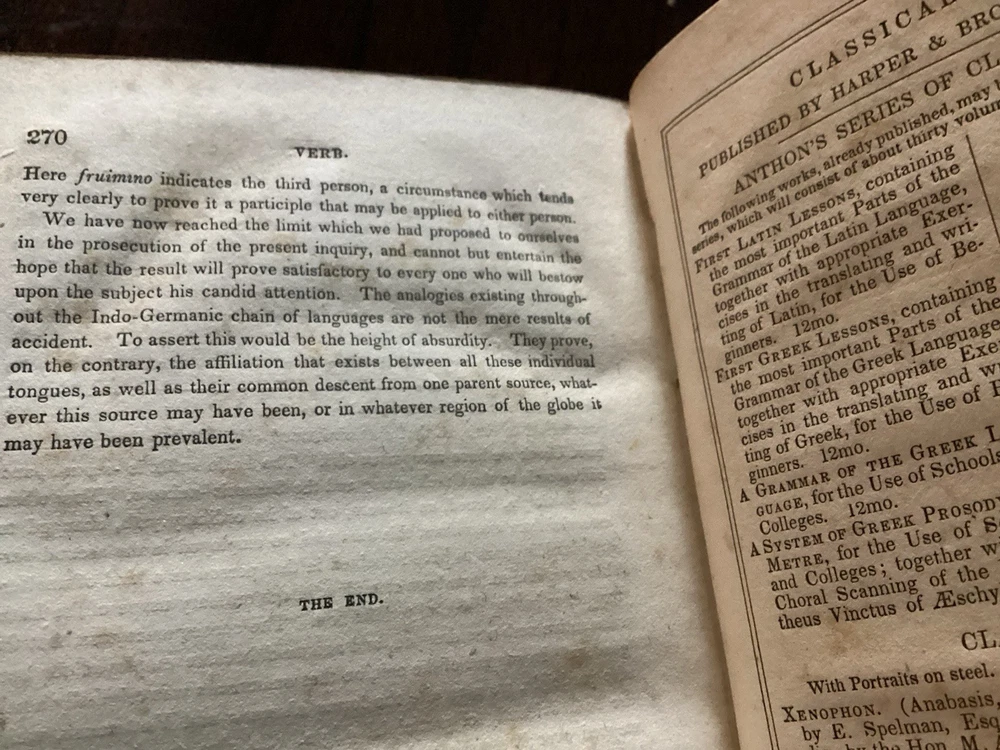 270
VERB.
Here fruimino indicates the third person, a circumstance which tends
very clearly to prove it a participle that may be applied to either person.
We have now reached the limit which we had proposed to ourselves
in the prosecution of the present inquiry, and cannot but entertain the
hope that the result will prove satisfactory to every one who will bestow
upon the subject his candid attention. The analogies existing through-
out the Indo-Germanic chain of languages are not the mere results of
accident. To assert this would be the height of absurdity. They prove,
on the contrary, the affiliation that exists between all these individual
tongues, as well as their common descent from one parent source, what-
ever this source may have been, or in whatever region of the globe it
may have been prevalent.
THE END.
CLASSICAL
PUBLISHED BY HARPER & BRO
ANTHON'S SERIES OF CL
The following works, already published, may
series, which will consist of about thirty volum
FIRST LATIN LESSONS, containing
the most important Parts of the
Grammar of the Latin Language,
together with appropriate Exer-
cises in the translating and wri-
ting of Latin, for the Use of Be-
ginners. 12mo.
FIRST GREEK LESSONS, containing
the most important Parts of the
Grammar of the Greek Language
together with appropriate Exer
cises in the translating and w
ting of Greek, for the Use of
ginners. 12mo.
A GRAMMAR OF THE GREEK L
GUAGE, for the Use of Schools
Colleges. 12mo.
A SYSTEM OF GREEK PROSODY
METRE, for the Use of S
and Colleges; together wi
Choral Scanning of the
theus Vinctus of Æschy
CL
With Portraits on steel.
XENOPHON. (Anabasis,
by E. Spelman, Esq
by the Hon. M.